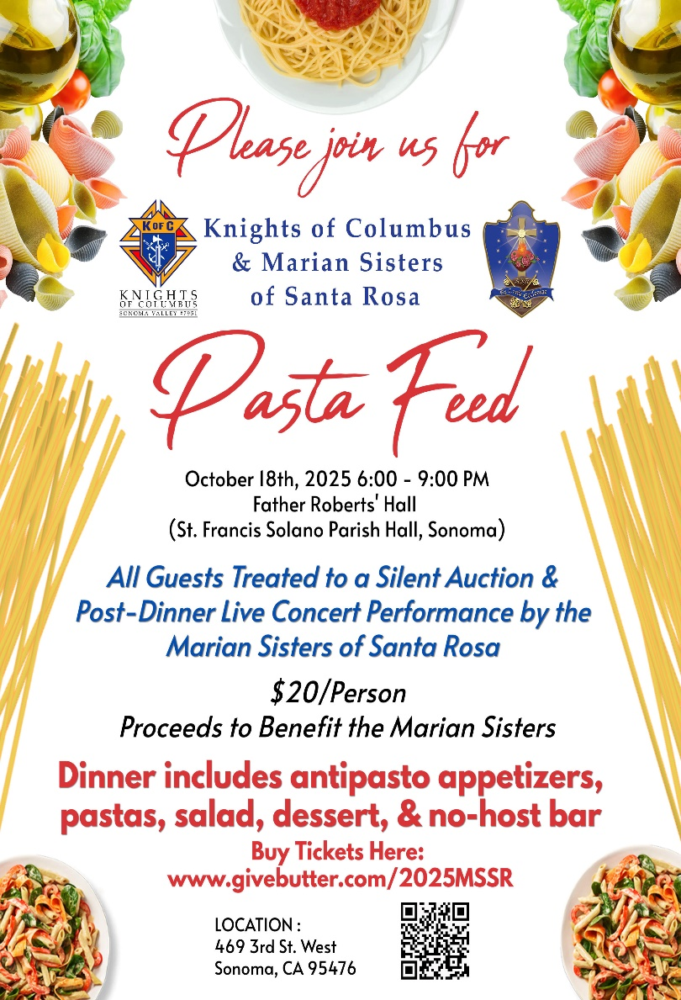 Please join us for
K OF C
KNIGHTS
OF COLUMBUS
SONOMA VALLEY #7951
Knights of Columbus
& Marian Sisters
of Santa Rosa
Pasta Feed
October 18th, 2025 6:00 - 9:00 PM
Father Roberts' Hall
(St. Francis Solano Parish Hall, Sonoma)
All Guests Treated to a Silent Auction &
Post-Dinner Live Concert Performance by the
Marian Sisters of Santa Rosa
$20/Person
Proceeds to Benefit the Marian Sisters
Dinner includes antipasto appetizers,
pastas, salad, dessert, & no-host bar
Buy Tickets Here:
www.givebutter.com/2025MSSR
LOCATION :
469 3rd St. West
Sonoma, CA 95476